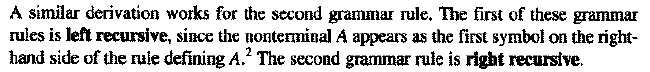 A similar derivation works for the second grammar rule. The first of these grammar
rules is left recursive, since the nonterminal A appears as the first symbol on the right-
hand side of the rule defining A.² The second grammar rule is right recursive.